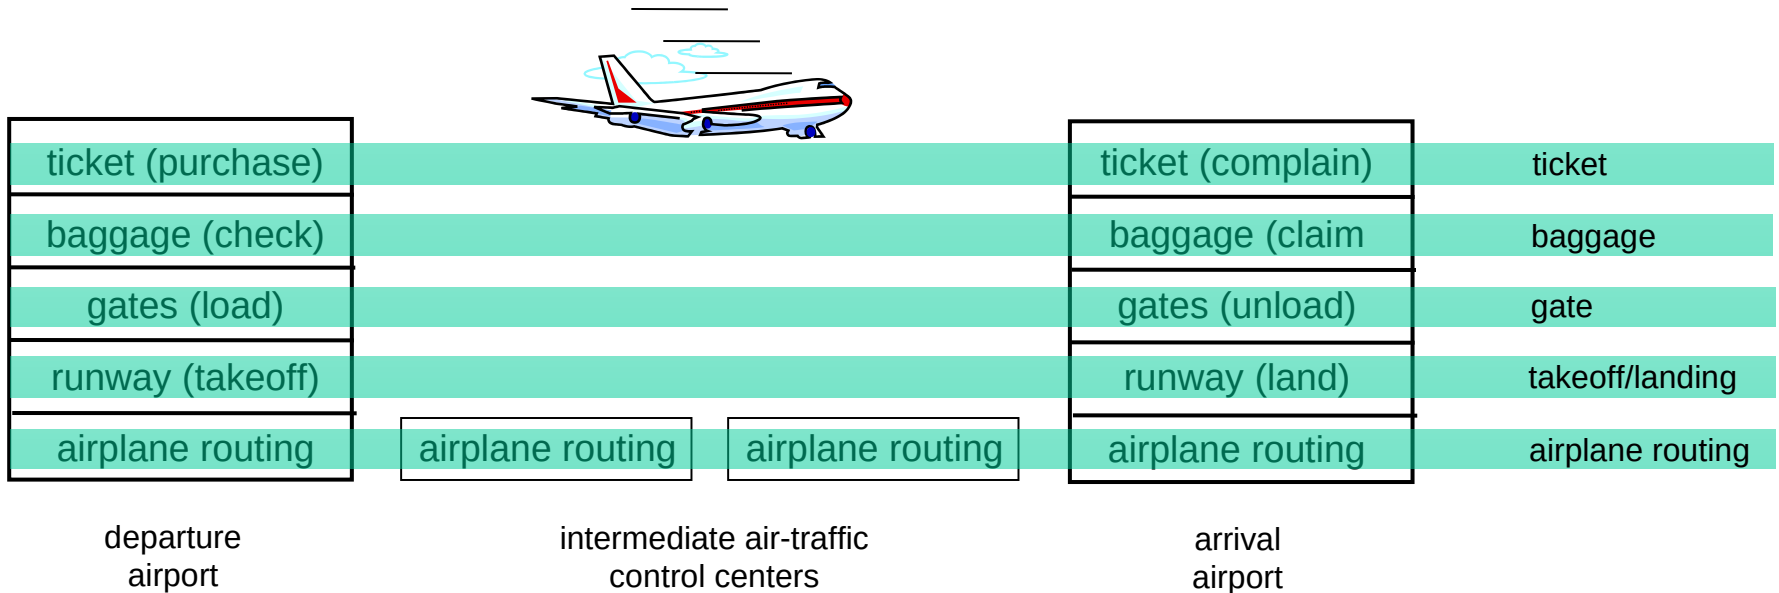 ticket (purchase) ticket (complain) ticket
baggage (check) baggage (claim baggage
gates (load) gates (unload) gate
runway (takeoff) runway (land) takeoff/landing
airplane routing airplane routing airplane routing airplane routing airplane routing
departure
airport
intermediate air-traffic
control centers
arrival
airport